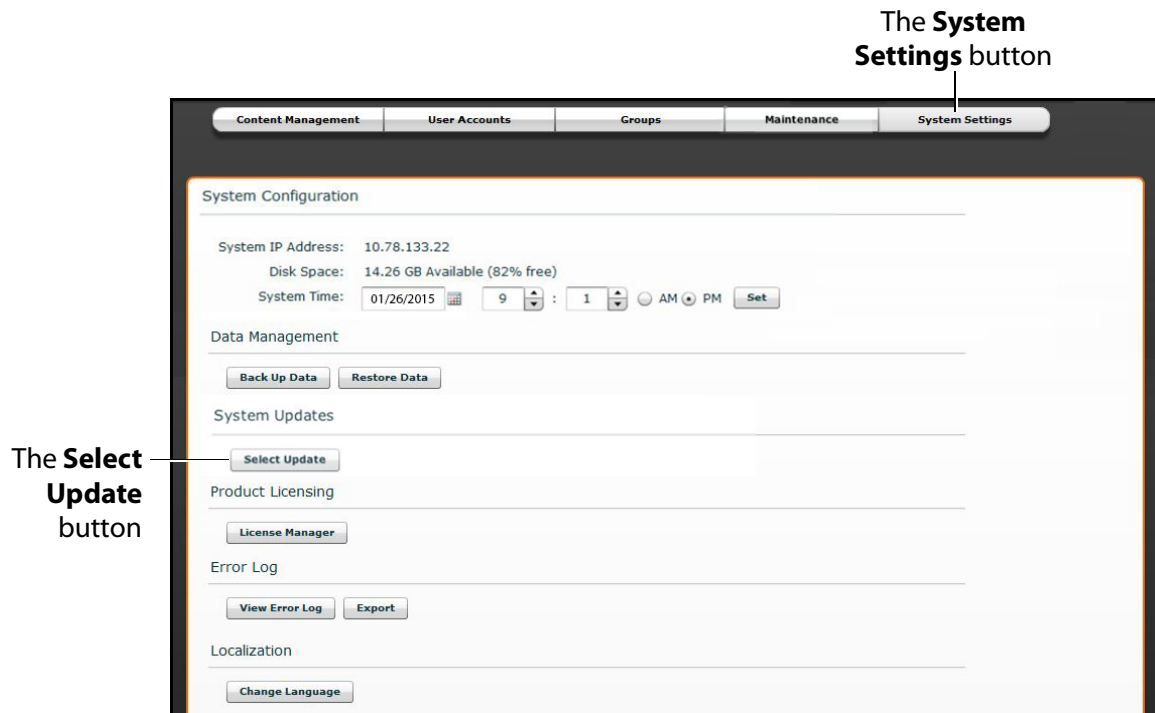 The System
Settings button
Content Management User Accounts Groups Maintenance System Settings
System Configuration
System IP Address: 10.78.133.22
Disk Space: 14.26 GB Available (82% free)
System Time: 01/26/2015 9 : 1 AM PM Set
Data Management
Back Up Data Restore Data
System Updates
The Select
Update
button
Select Update
Product Licensing
License Manager
Error Log
View Error Log Export
Localization
Change Language